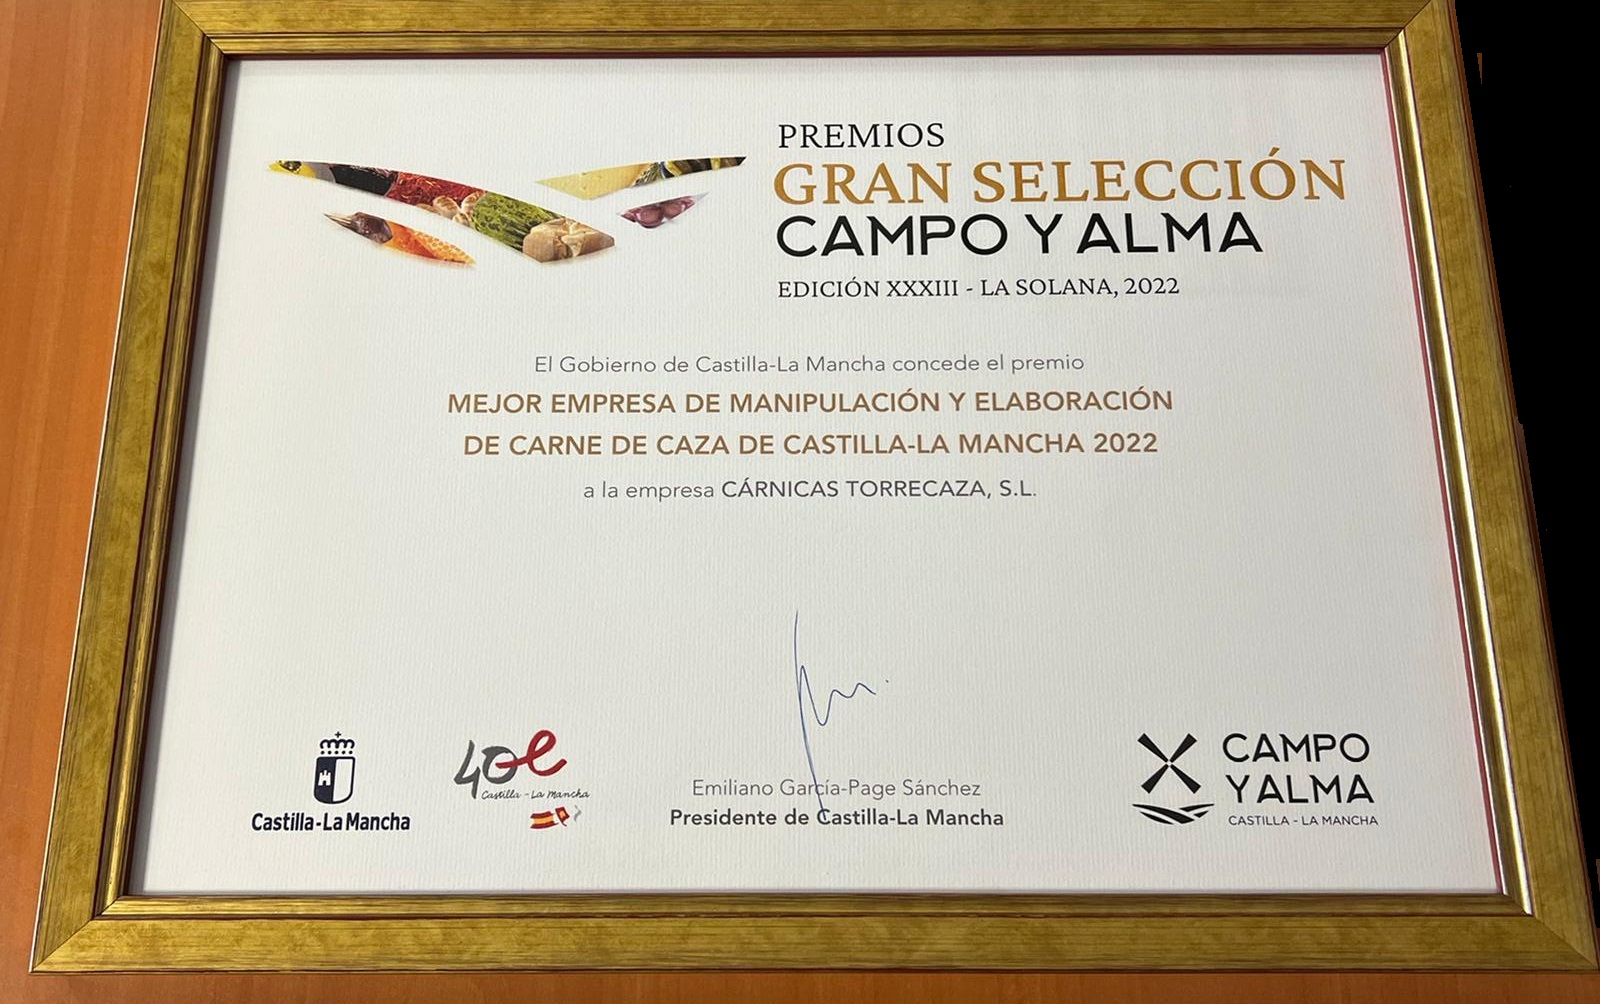 PREMIOS
GRAN SELECCIÓN
CAMPO Y ALMA
EDICIÓN XXXIII - LA SOLANA, 2022
El Gobierno de Castilla-La Mancha concede el premio
MEJOR EMPRESA DE MANIPULACIÓN Y ELABORACIÓN
DE CARNE DE CAZA DE CASTILLA-LA MANCHA 2022
a la empresa CÁRNICAS TORRECAZA, S.L.
Castilla-La Mancha
40e
Castilla - La Mancha
Emiliano García-Page Sánchez
Presidente de Castilla-La Mancha
CAMPO
Y ALMA
CASTILLA - LA MANCHA